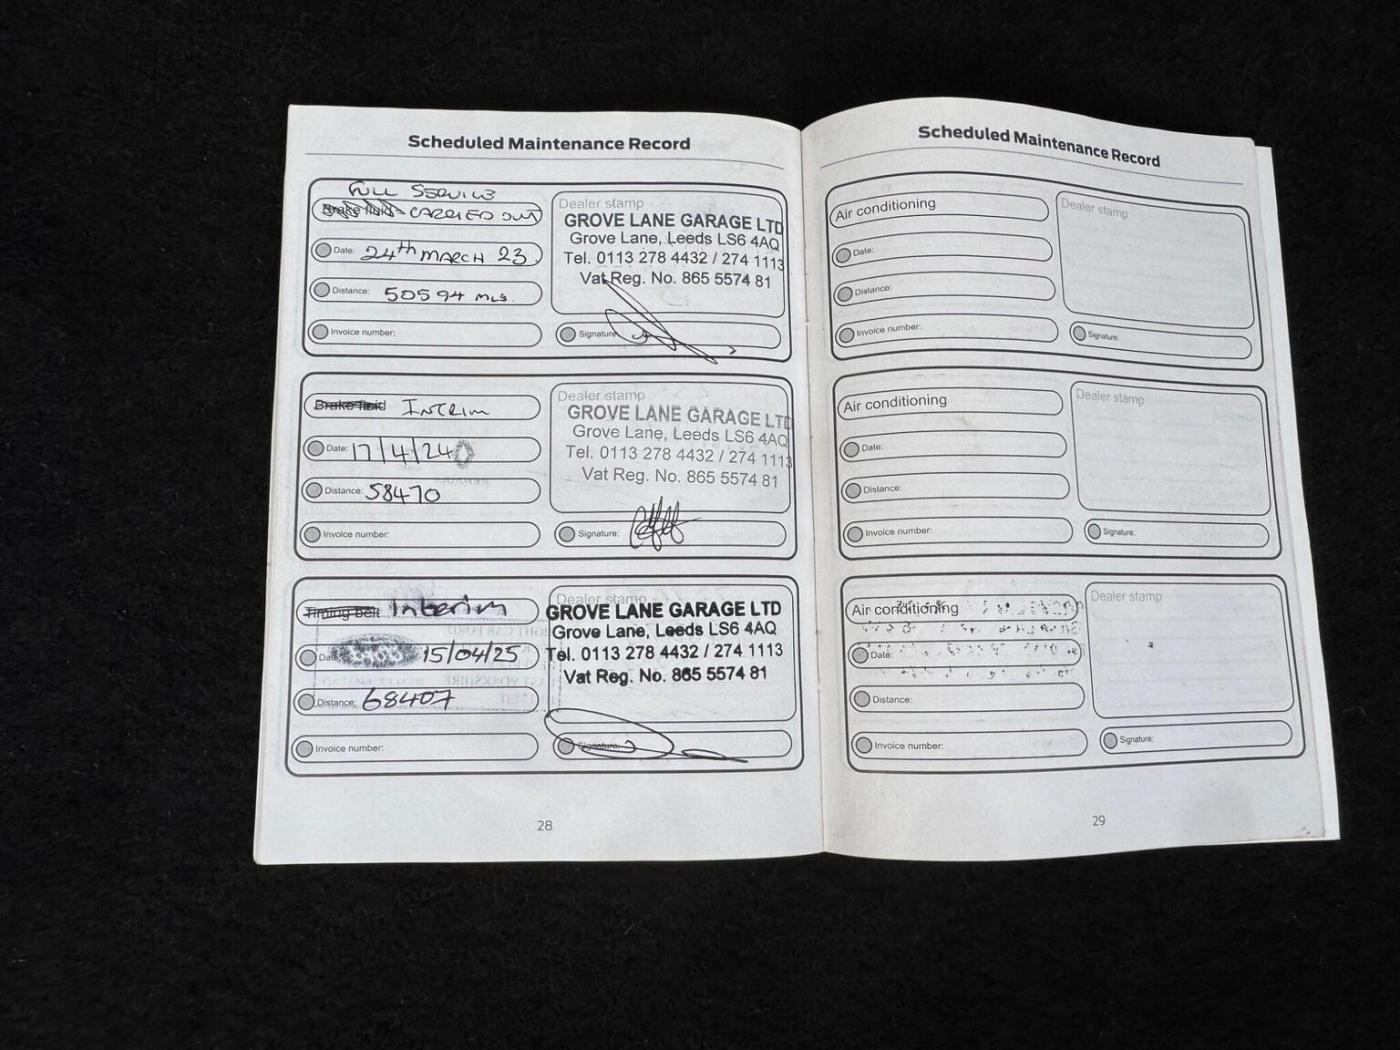 Scheduled Maintenance Record
FULL SERVICE
Brake fluid CARRIED OUT
Date: 24th MARCH 23
Distance: 50594 MLS.
Invoice number:
Dealer stamp
GROVE LANE GARAGE LTD
Grove Lane, Leeds LS6 4AQ
Tel. 0113 278 4432 / 274 1113
Vat Reg. No. 865 5574 81
Signature:
Brake fluid INTERIM
Date: 17/4/24
Distance: 58470
Invoice number:
Dealer stamp
GROVE LANE GARAGE LTD
Grove Lane, Leeds LS6 4AQ
Tel. 0113 278 4432 / 274 1113
Vat Reg. No. 865 5574 81
Signature:
Timing Belt Interim
Date: 15/04/25
Distance: 68407
Invoice number:
Dealer stamp
GROVE LANE GARAGE LTD
Grove Lane, Leeds LS6 4AQ
Tel. 0113 278 4432 / 274 1113
Vat Reg. No. 865 5574 81
Signature:
28
Scheduled Maintenance Record
Air conditioning
Date:
Distance:
Invoice number:
Dealer stamp
Signature:
Air conditioning
Date:
Distance:
Invoice number:
Dealer stamp
Signature:
Air conditioning
Date:
Distance:
Invoice number:
Dealer stamp
Signature:
29